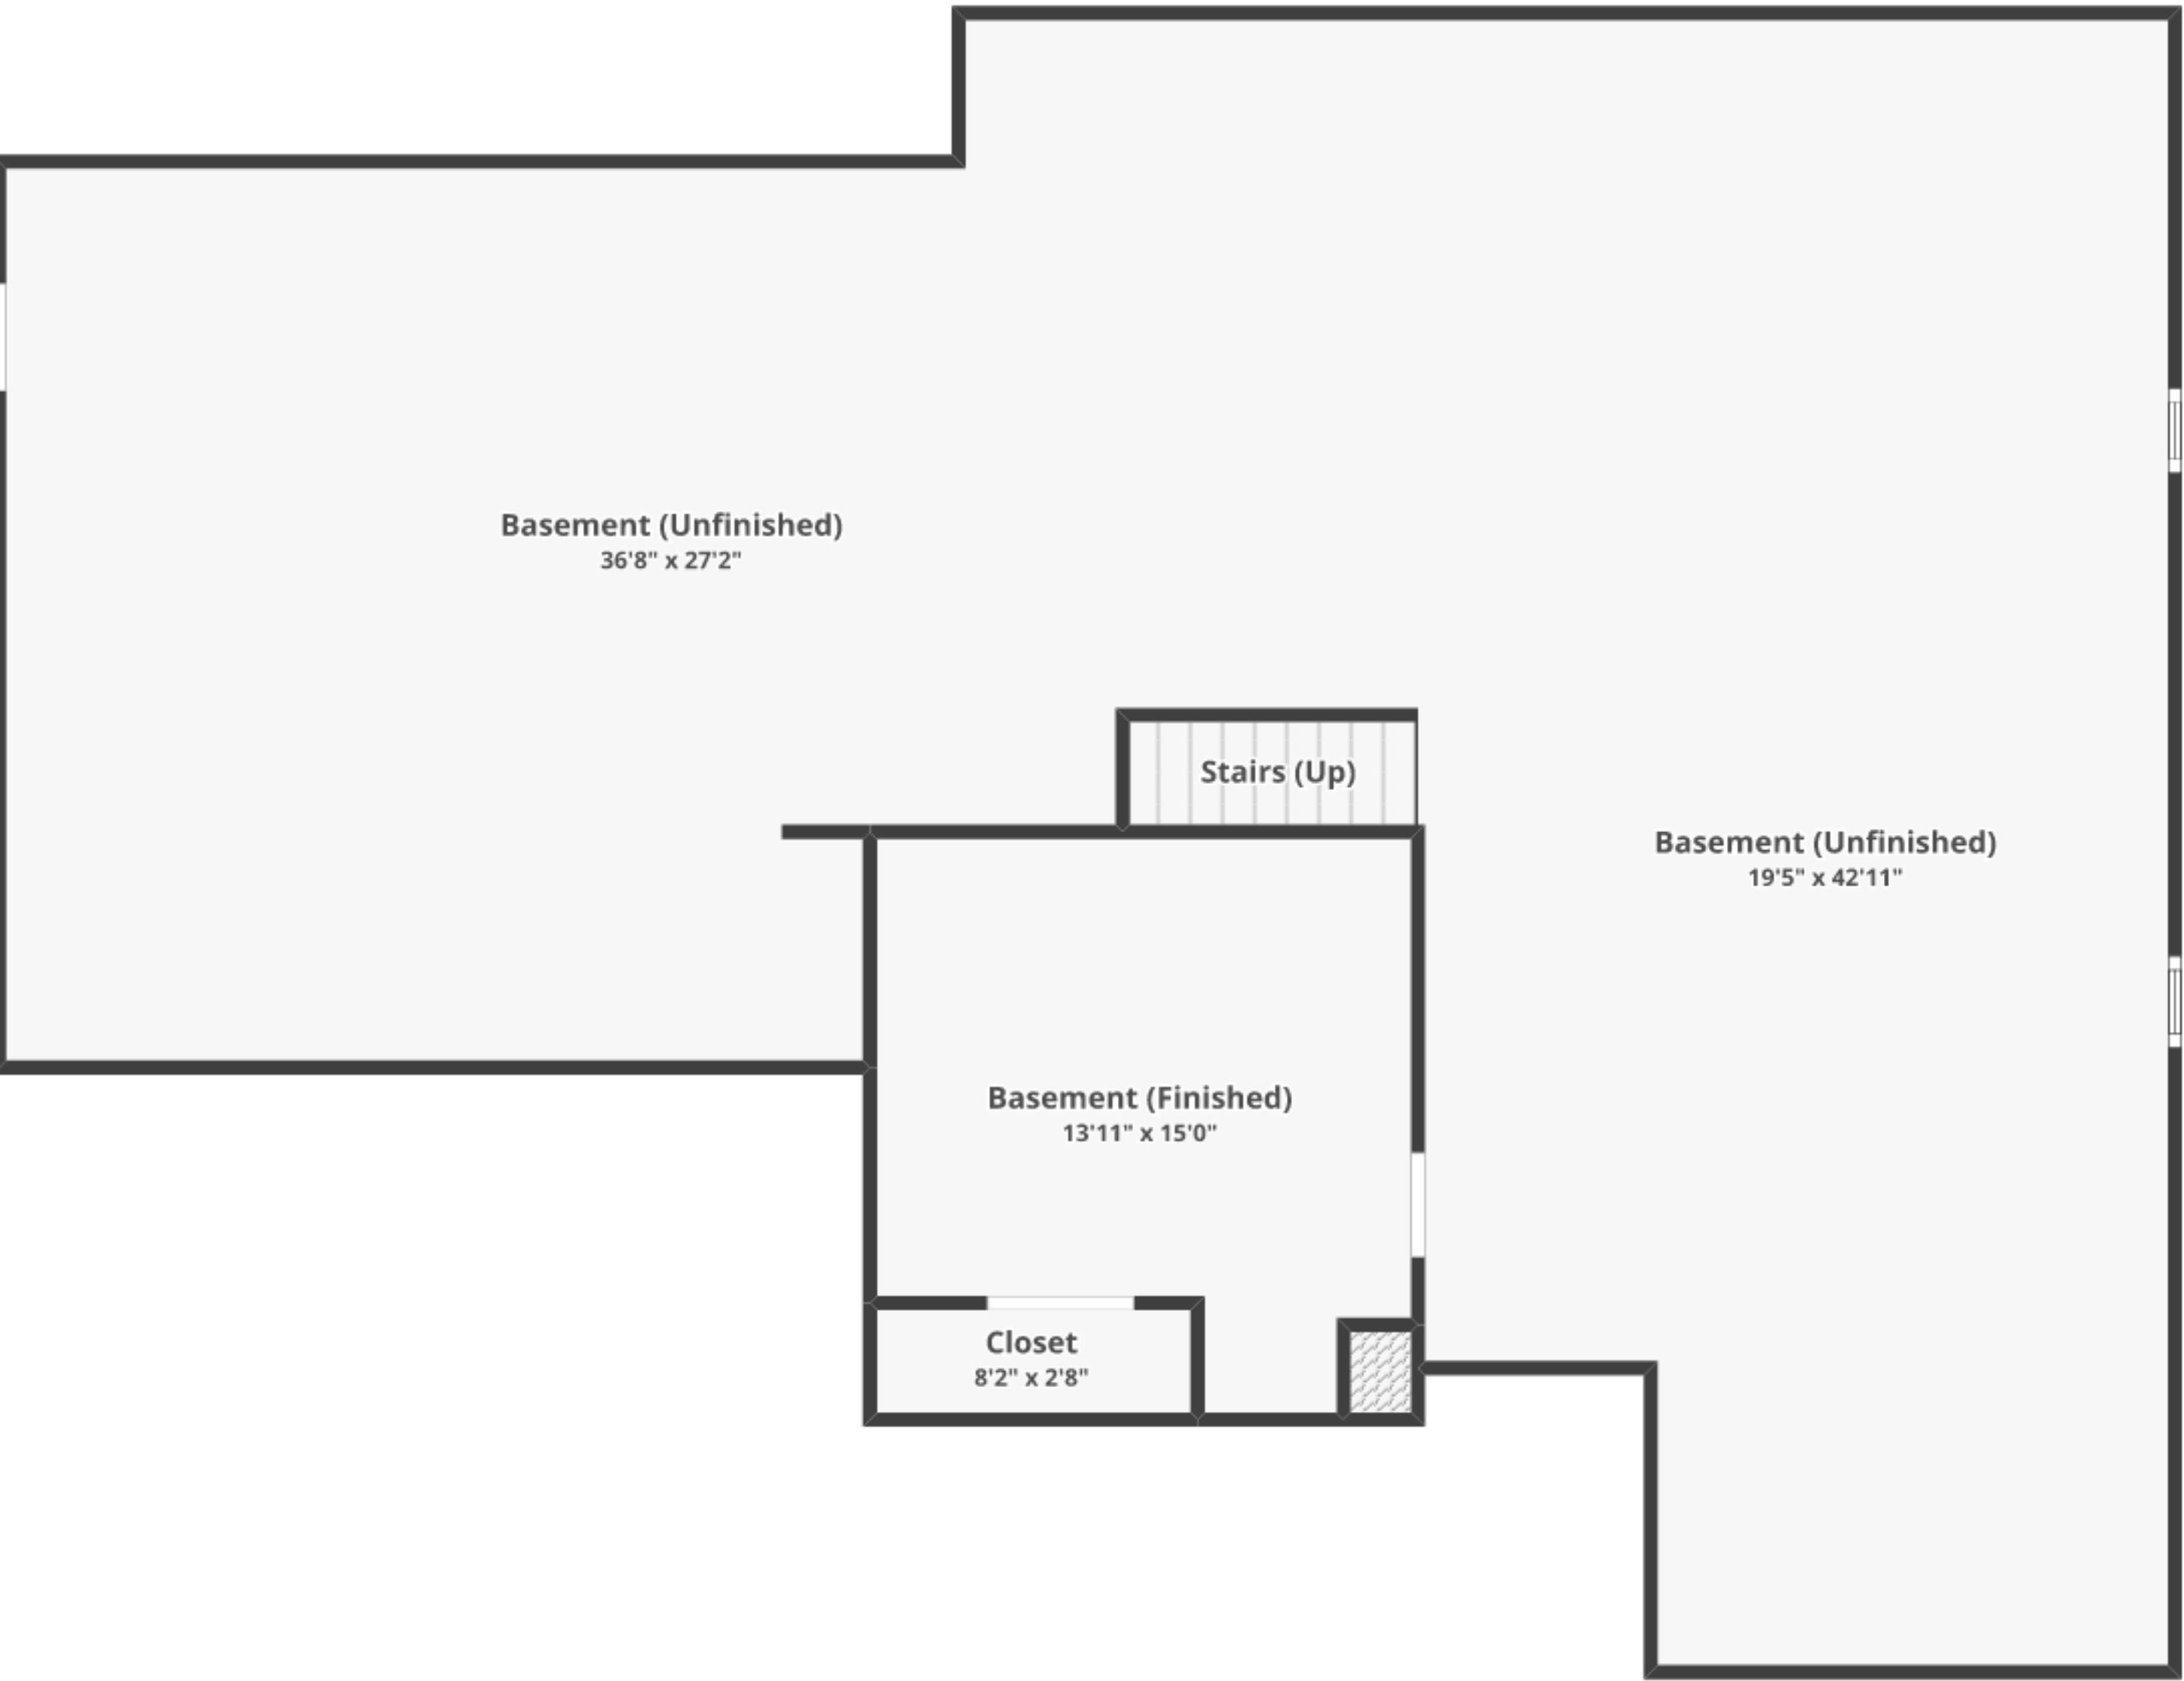 Basement (Unfinished)
36'8" x 27'2"
Stairs (Up)
Basement (Unfinished)
19'5" x 42'11"
Basement (Finished)
13'11" x 15'0"
Closet
8'2" x 2'8"